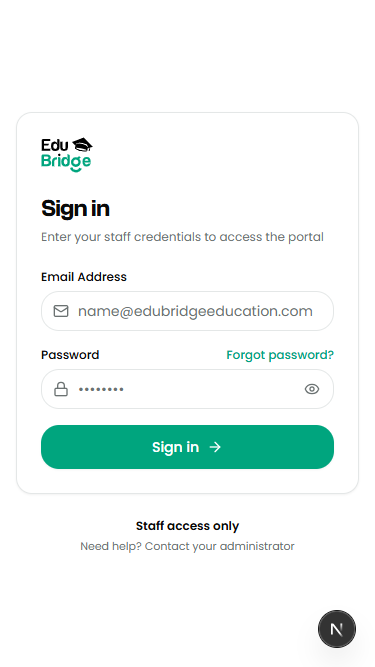 Edu
Bridge
Sign in
Enter your staff credentials to access the portal
Email Address
name@edubridgeeducation.com
Password Forgot password?
••••••••
Sign in →
Staff access only
Need help? Contact your administrator
N